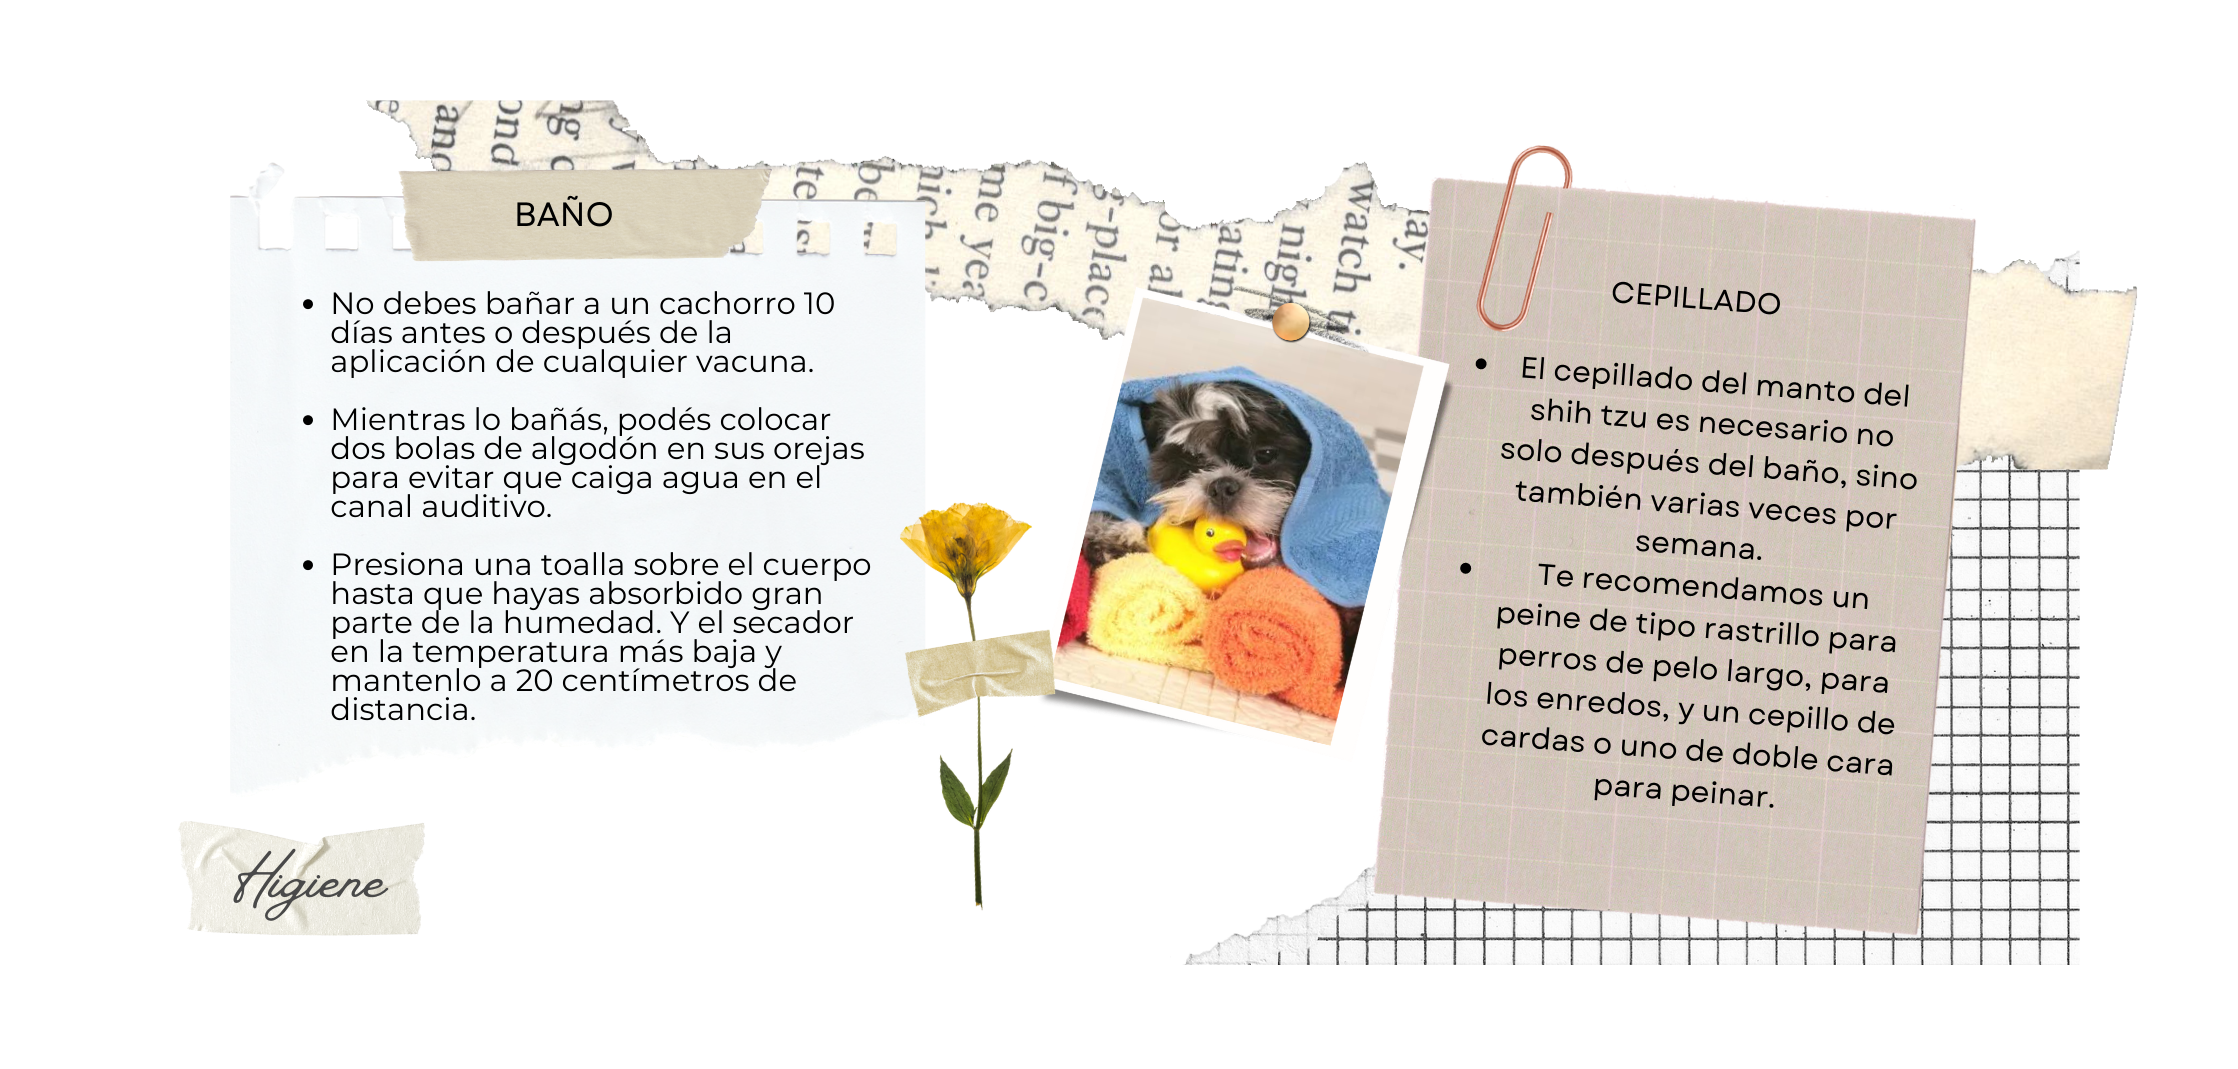 BAÑO
No debes bañar a un cachorro 10
días antes o después de la
aplicación de cualquier vacuna.
Mientras lo bañás, podés colocar
dos bolas de algodón en sus orejas
para evitar que caiga agua en el
canal auditivo.
Presiona una toalla sobre el cuerpo
hasta que hayas absorbido gran
parte de la humedad. Y el secador
en la temperatura más baja y
mantenlo a 20 centímetros de
distancia.
Higiene
CEPILLADO
El cepillado del manto del
shih tzu es necesario no
solo después del baño, sino
también varias veces por
semana.
Te recomendamos un
peine de tipo rastrillo para
perros de pelo largo, para
los enredos, y un cepillo de
cardas o uno de doble cara
para peinar.
me yea
f big-c
watch ti